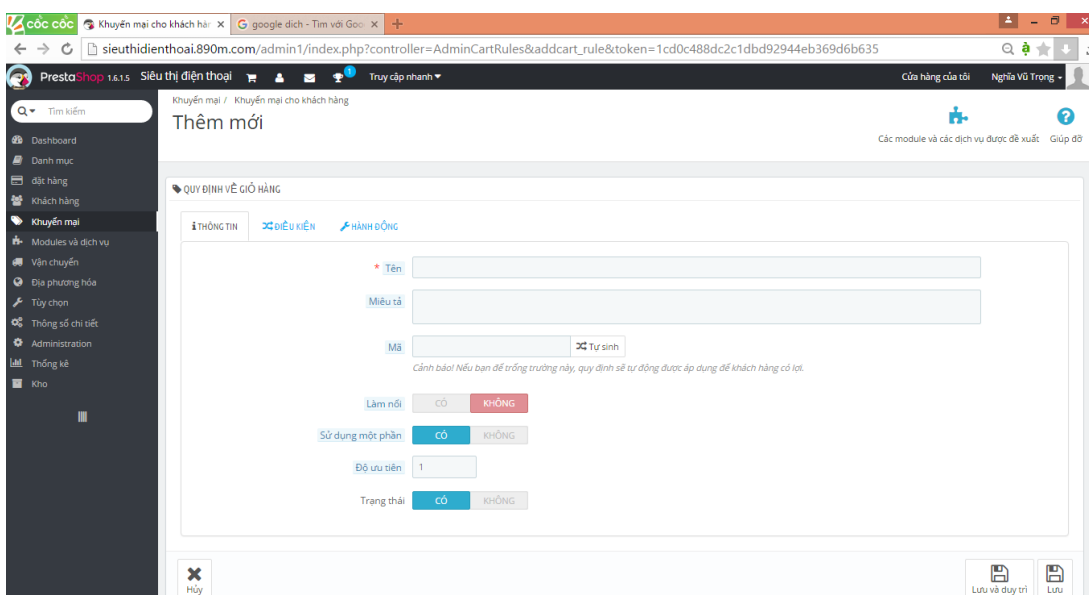 cốc cốc Khuyến mại cho khách hàn google dich - Tìm với Goo
sieuthidienthoai.890m.com/admin1/index.php?controller=AdminCartRules&addcart_rule&token=1cd0c488dc2c1dbd92944eb369d6b635
PrestaShop 1.6.1.5 Siêu thị điện thoại 1 Truy cập nhanh Cửa hàng của tôi Nghĩa Vũ Trọng
Tìm kiếm
Dashboard
Danh mục
đặt hàng
Khách hàng
Khuyến mại
Modules và dịch vụ
Vận chuyển
Địa phương hóa
Tùy chọn
Thông số chi tiết
Administration
Thống kê
Kho
Khuyến mại / Khuyến mại cho khách hàng
Thêm mới
Các module và các dịch vụ được đề xuất Giúp đỡ
QUY ĐỊNH VỀ GIỎ HÀNG
THÔNG TIN ĐIỀU KIỆN HÀNH ĐỘNG
* Tên
Miêu tả
Mã Tự sinh
Cảnh báo! Nếu bạn để trống trường này, quy định sẽ tự động được áp dụng để khách hàng có lợi.
Làm nổi CÓ KHÔNG
Sử dụng một phần CÓ KHÔNG
Độ ưu tiên 1
Trạng thái CÓ KHÔNG
Hủy Lưu và duy trì Lưu